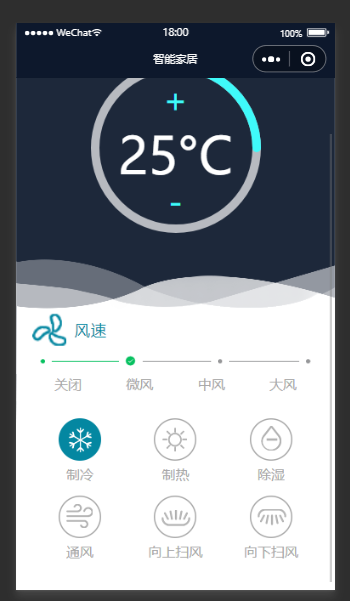 ●●●●● WeChat 18:00 100%
智能家居
+
25°C
-
风速
关闭 微风 中风 大风
制冷 制热 除湿
通风 向上扫风 向下扫风